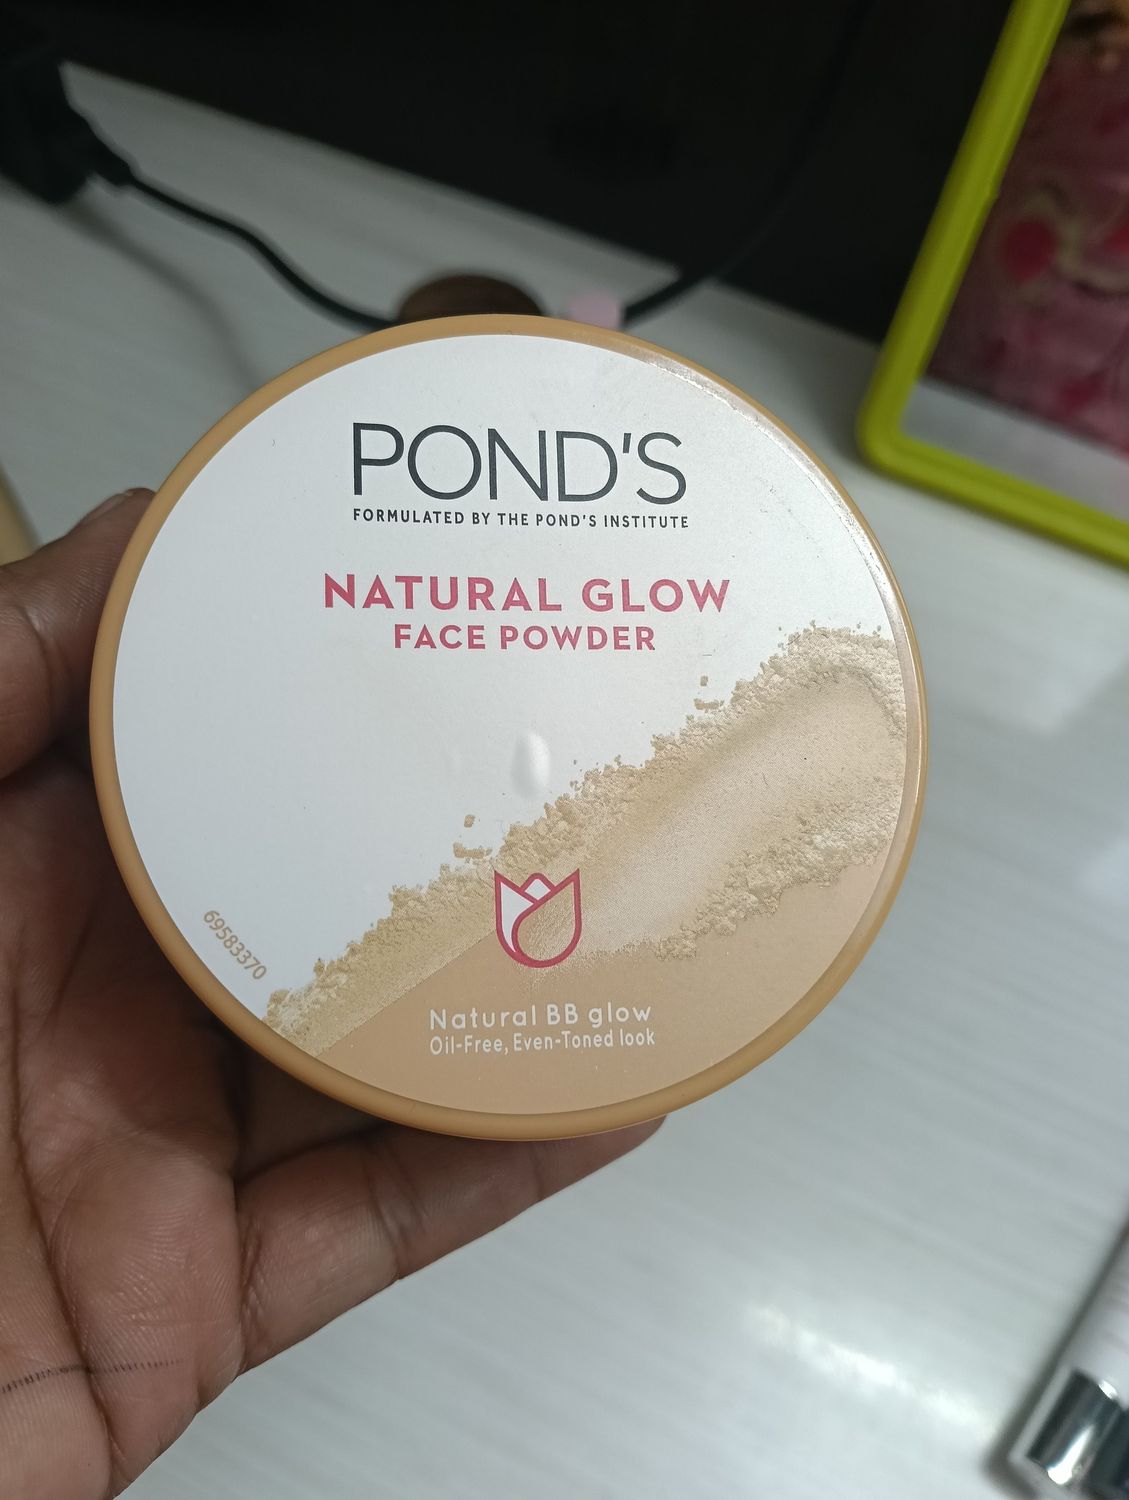 POND'S
FORMULATED BY THE POND'S INSTITUTE
NATURAL GLOW
FACE POWDER
69583370
Natural BB glow
Oil-Free, Even-Toned look